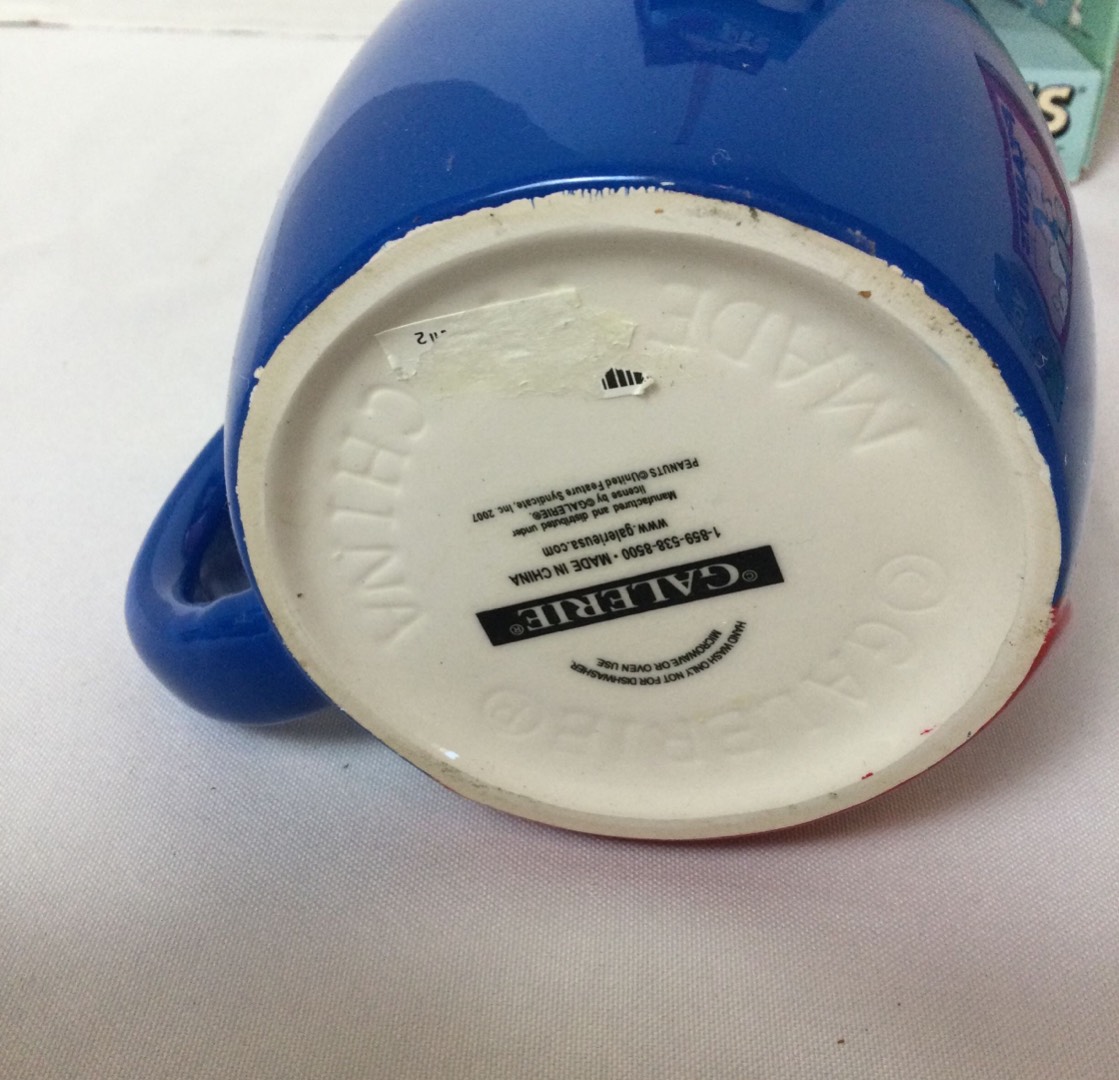 HAND WASH ONLY NOT FOR DISHWASHER
MICROWAVE OR OVEN USE
©GALERIE®
1-859-538-8500 • MADE IN CHINA
www.galerieusa.com
Manufactured and distributed under
license by ©GALERIE®.
PEANUTS ©United Feature Syndicate, Inc 2007
©GALERIE®
MADE
IN CHINA